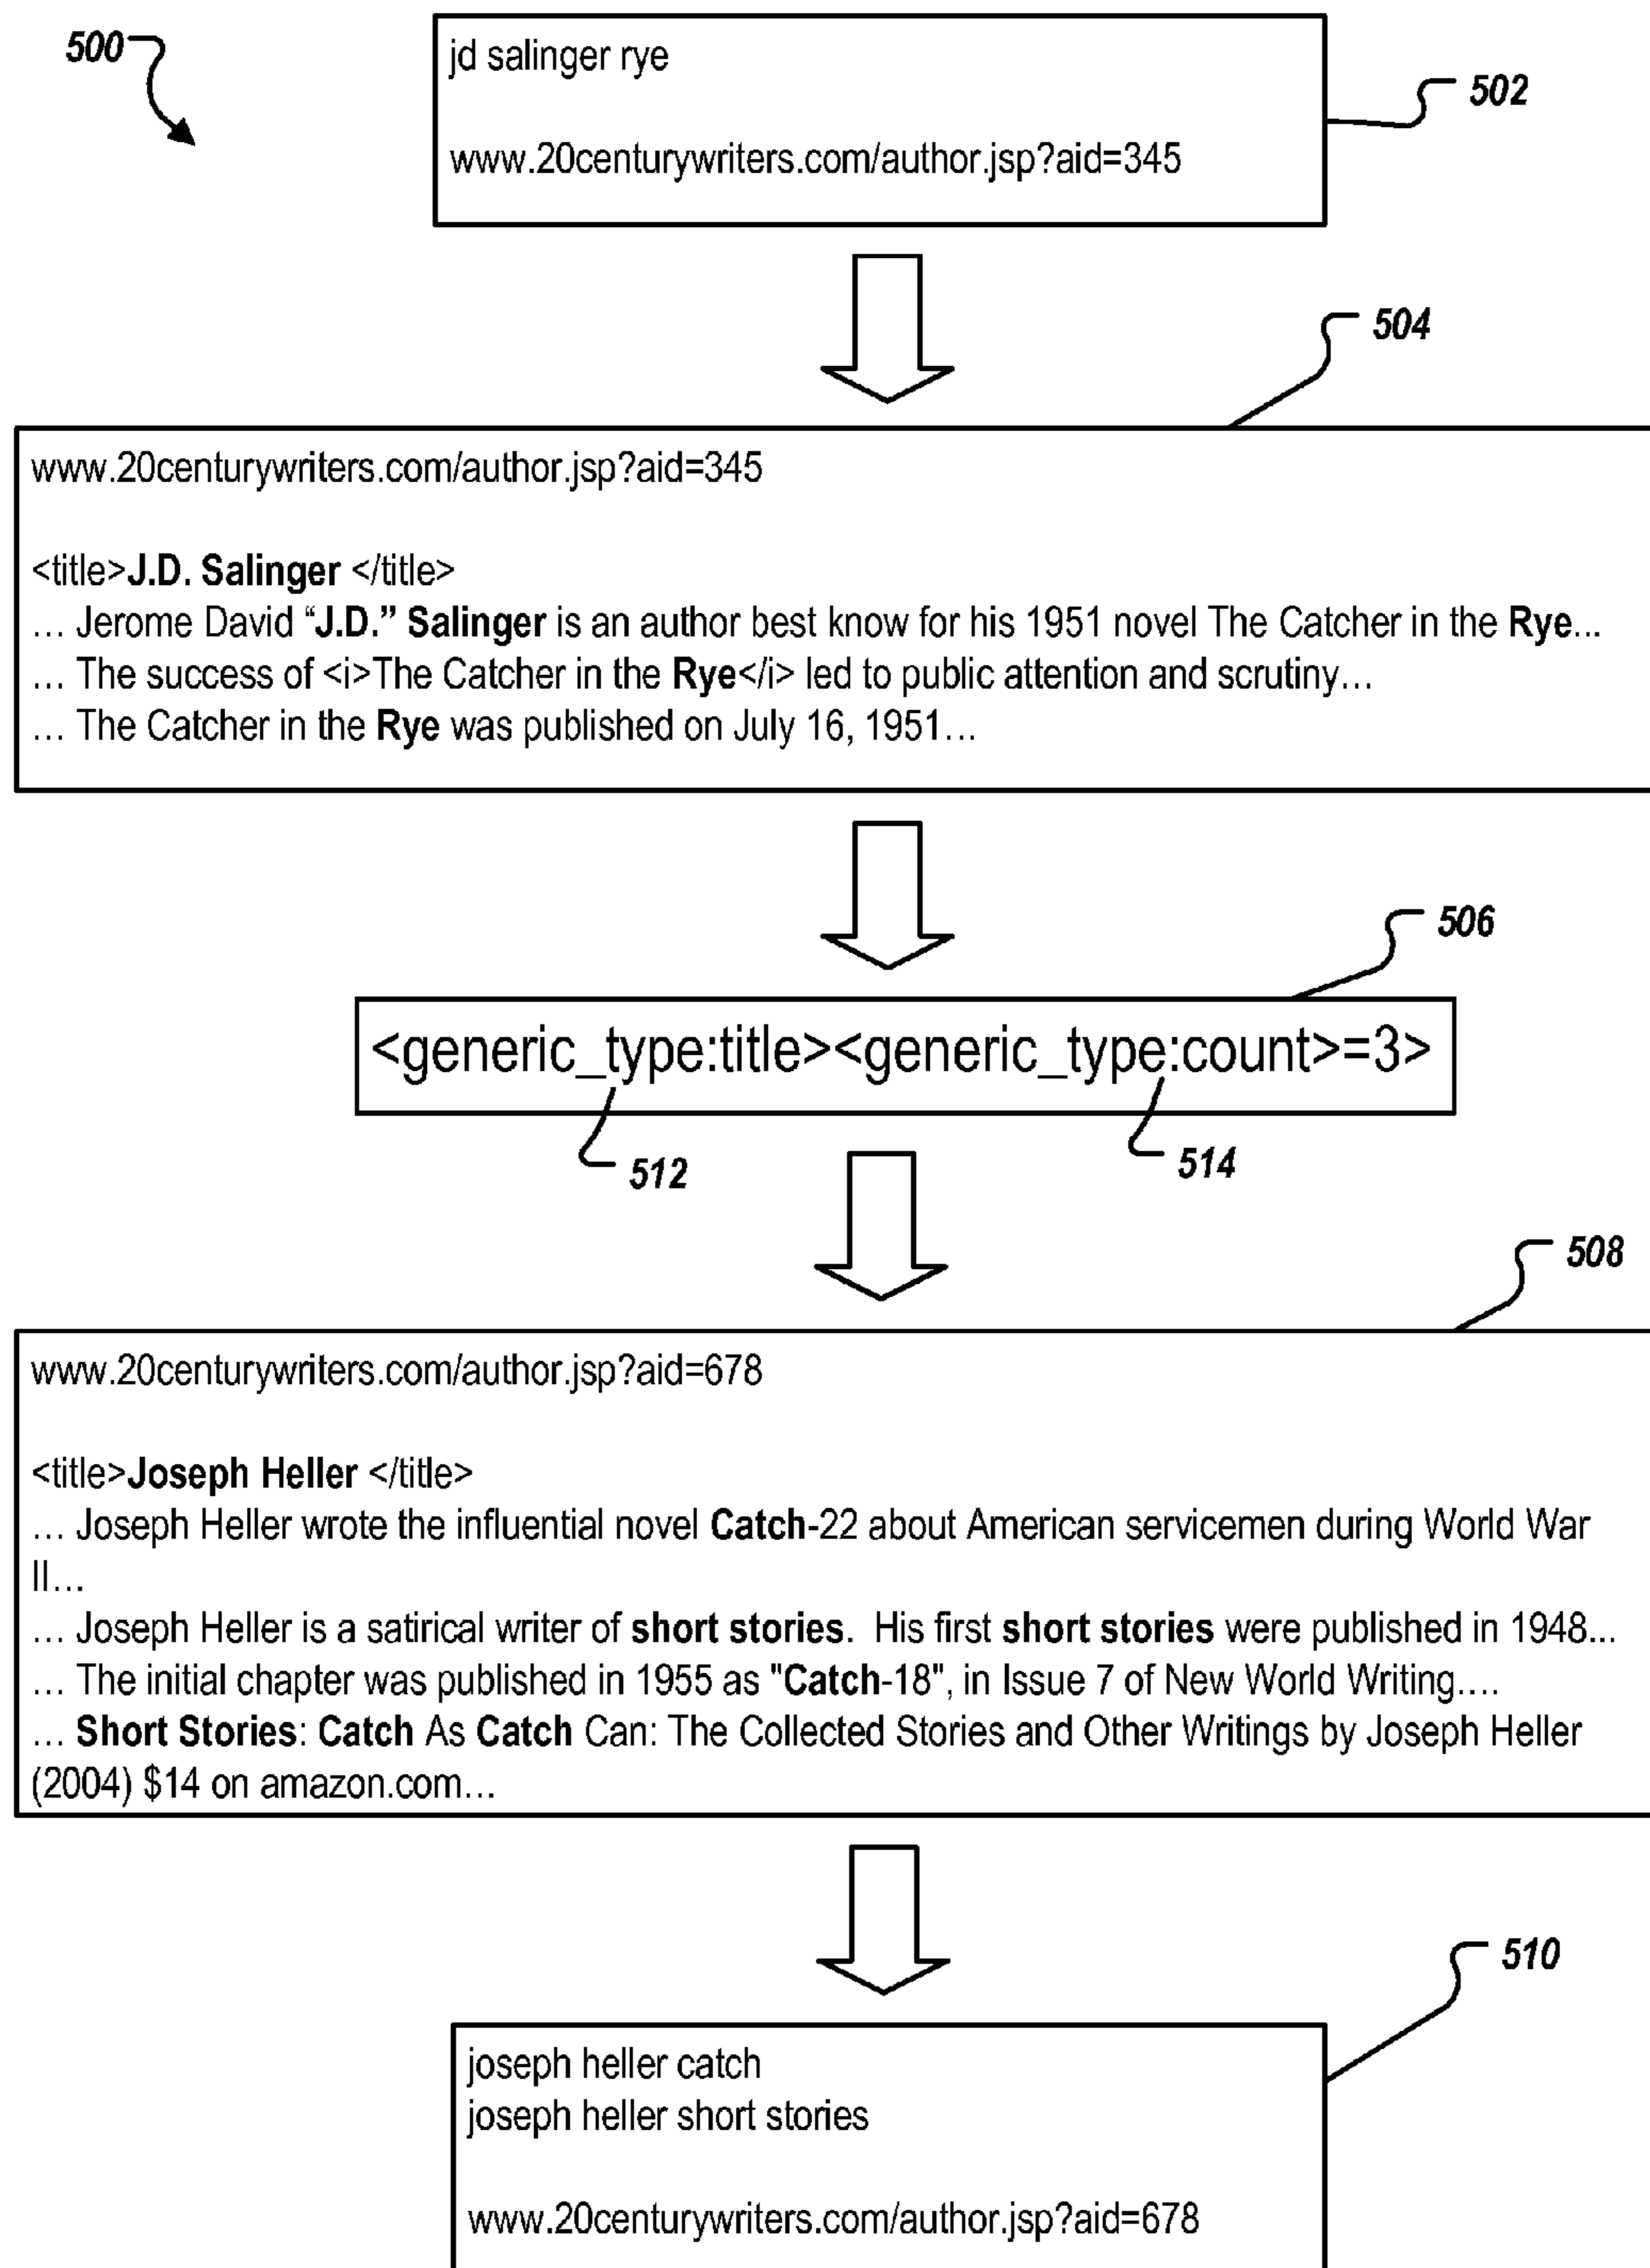 500
jd salinger rye
502
www.20centurywriters.com/author.jsp?aid=345
504
www.20centurywriters.com/author.jsp?aid=345
<title>J.D. Salinger </title>
... Jerome David “J.D.” Salinger is an author best know for his 1951 novel The Catcher in the Rye...
... The success of <i>The Catcher in the Rye</i> led to public attention and scrutiny...
... The Catcher in the Rye was published on July 16, 1951...
506
<generic_type:title><generic_type:count>=3>
512
514
508
www.20centurywriters.com/author.jsp?aid=678
<title>Joseph Heller </title>
... Joseph Heller wrote the influential novel Catch-22 about American servicemen during World War
II...
... Joseph Heller is a satirical writer of short stories.  His first short stories were published in 1948...
... The initial chapter was published in 1955 as "Catch-18", in Issue 7 of New World Writing....
... Short Stories: Catch As Catch Can: The Collected Stories and Other Writings by Joseph Heller
(2004) $14 on amazon.com...
510
joseph heller catch
joseph heller short stories
www.20centurywriters.com/author.jsp?aid=678